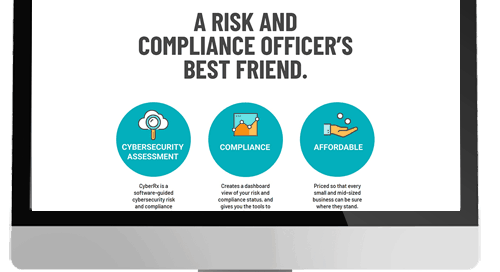 A RISK AND
COMPLIANCE OFFICER'S
BEST FRIEND.
CYBERSECURITY
ASSESSMENT
COMPLIANCE
AFFORDABLE
CyberRx is a
software-guided
cybersecurity risk
and compliance
Creates a dashboard
view of your risk and
compliance status, and
gives you the tools to
Priced so that every
small and mid-sized
business can be sure
where they stand.